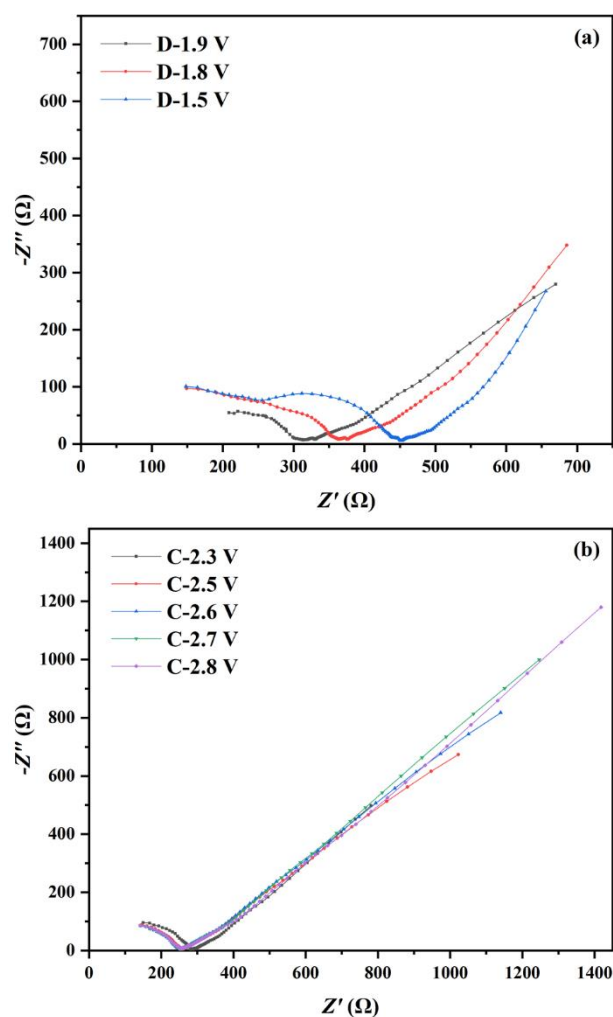 (a)
D-1.9 V
D-1.8 V
D-1.5 V
700
600
500
400
300
200
100
0
-Z″ (Ω)
0 100 200 300 400 500 600 700
Z′ (Ω)
(b)
C-2.3 V
C-2.5 V
C-2.6 V
C-2.7 V
C-2.8 V
1400
1200
1000
800
600
400
200
0
-Z″ (Ω)
0 200 400 600 800 1000 1200 1400
Z′ (Ω)